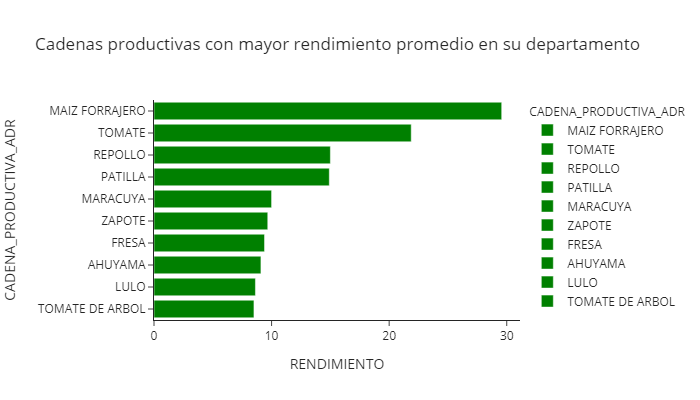 Cadenas productivas con mayor rendimiento promedio en su departamento
CADENA_PRODUCTIVA_ADR
MAIZ FORRAJERO
TOMATE
REPOLLO
PATILLA
MARACUYA
ZAPOTE
FRESA
AHUYAMA
LULO
TOMATE DE ARBOL
0 10 20 30
RENDIMIENTO
CADENA_PRODUCTIVA_ADR
MAIZ FORRAJERO
TOMATE
REPOLLO
PATILLA
MARACUYA
ZAPOTE
FRESA
AHUYAMA
LULO
TOMATE DE ARBOL